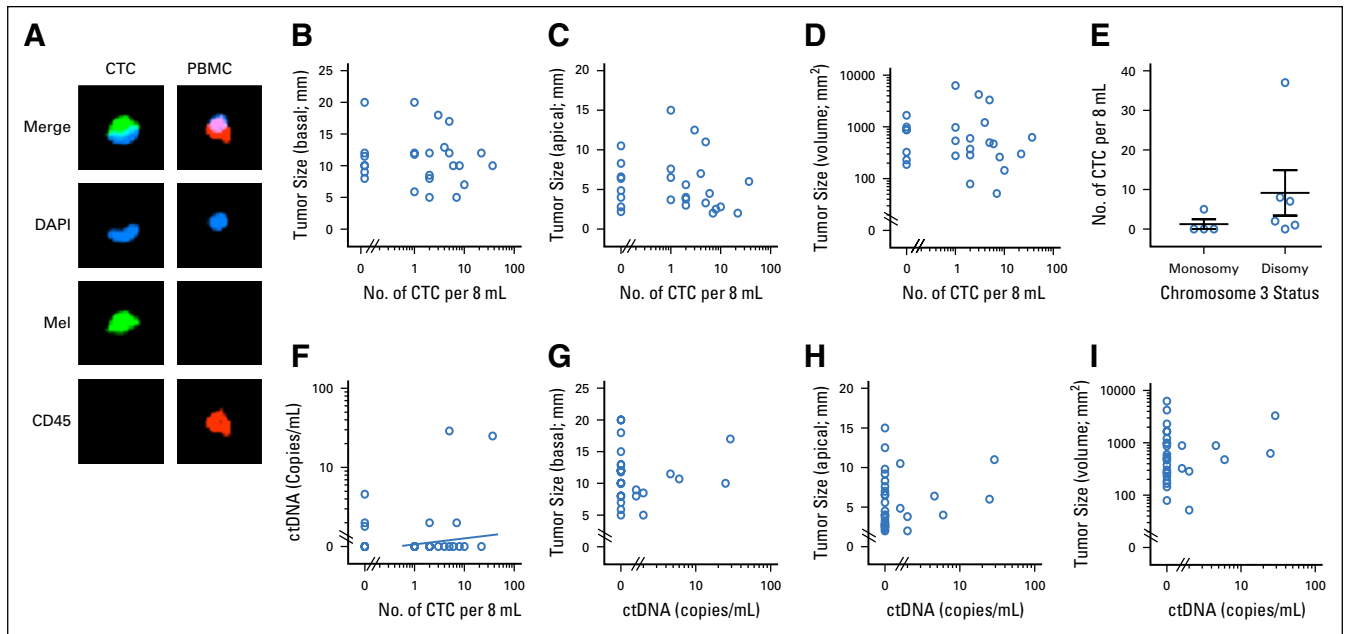 A
CTC PBMC
Merge
DAPI
Mel
CD45
B
Tumor Size (basal; mm)
25
20
15
10
5
0
0 1 10 100
No. of CTC per 8 mL
C
Tumor Size (apical; mm)
20
15
10
5
0
0 1 10 100
No. of CTC per 8 mL
D
Tumor Size (volume; mm²)
10000
1000
100
0
0 1 10 100
No. of CTC per 8 mL
E
No. of CTC per 8 mL
40
30
20
10
0
Monosomy Disomy
Chromosome 3 Status
F
ctDNA (Copies/mL)
100
10
0
0 1 10 100
No. of CTC per 8 mL
G
Tumor Size (basal; mm)
25
20
15
10
5
0
0 10 100
ctDNA (copies/mL)
H
Tumor Size (apical; mm)
20
15
10
5
0
0 10 100
ctDNA (copies/mL)
I
Tumor Size (volume; mm²)
10000
1000
100
0
0 10 100
ctDNA (copies/mL)